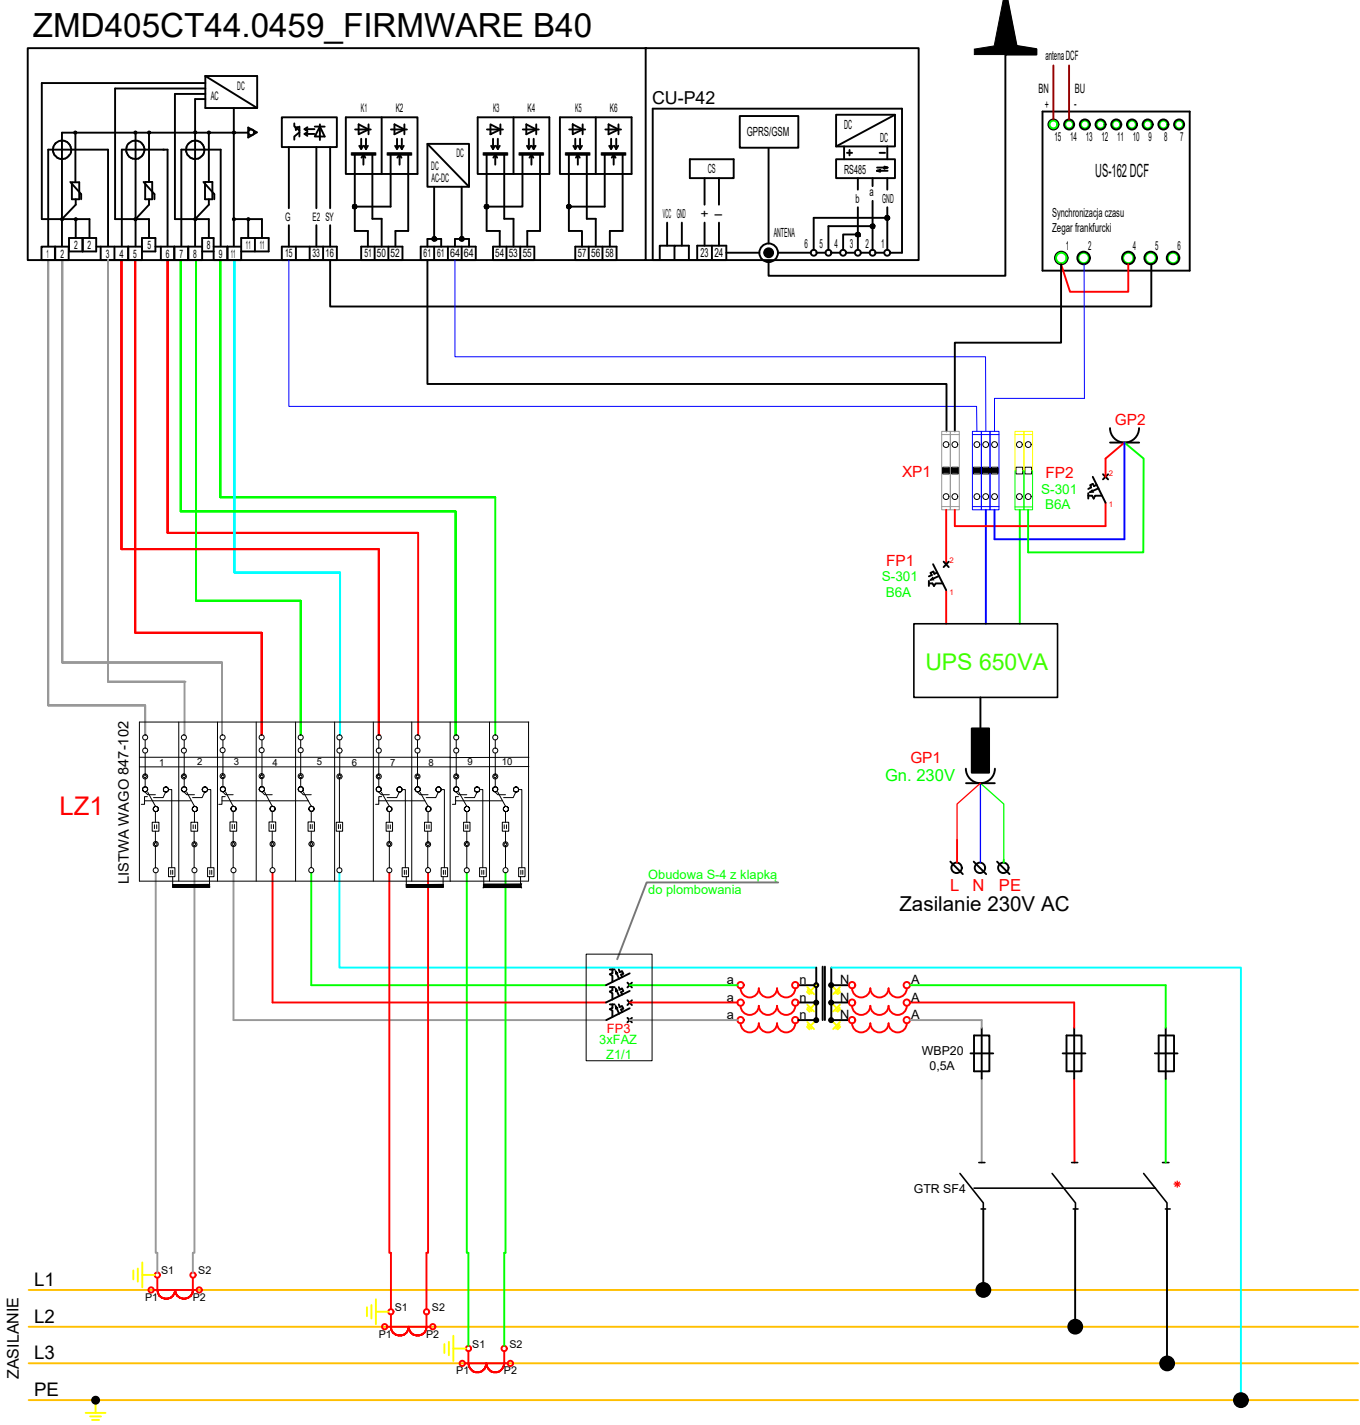 ZMD405CT44.0459_FIRMWARE B40
DC
AC
K1 K2 K3 K4 K5 K6
DC
DC
AC-DC
G E2 SY
2 2 5 8 11 11
1 2 3 4 5 6 7 8 9 11 15 33 16 51 50 52 61 61 64 64 54 53 55 57 56 58
CU-P42
GPRS/GSM
DC
DC
+ −
RS485
CS
b a GND
VCC GND + −
ANTENA
6 5 4 3 2 1
23 24
antena DCF
BN BU
+ -
15 14 13 12 11 10 9 8 7
US-162 DCF
Synchronizacja czasu
Zegar frankfurcki
1 2 4 5 6
GP2
XP1
FP2
S-301
B6A
2
1
FP1
S-301
B6A
2
1
UPS 650VA
GP1
Gn. 230V
L N PE
Zasilanie 230V AC
LZ1
LISTWA WAGO 847-102
1 2 3 4 5 6 7 8 9 10
Obudowa S-4 z klapką
do plombowania
FP3
3xFAZ
Z1/1
a n N A
a n N A
a n N A
WBP20
0,5A
GTR SF4
*
ZASILANIE
L1
S1 S2
P1 P2
L2
S1 S2
P1 P2
L3
S1 S2
P1 P2
PE